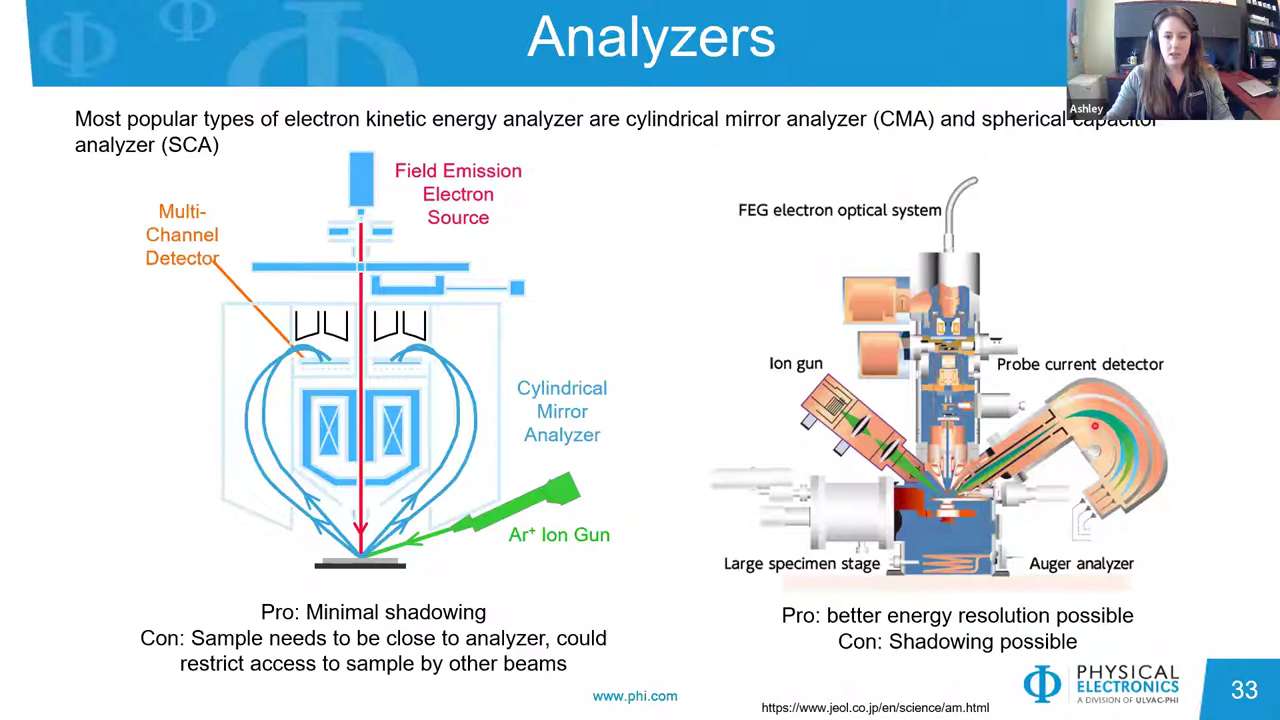 Analyzers
Ashley
Most popular types of electron kinetic energy analyzer are cylindrical mirror analyzer (CMA) and spherical capacitor
analyzer (SCA)
Field Emission
Electron
Source
Multi-
Channel
Detector
Cylindrical
Mirror
Analyzer
Ar⁺ Ion Gun
Pro: Minimal shadowing
Con: Sample needs to be close to analyzer, could
restrict access to sample by other beams
FEG electron optical system
Ion gun
Probe current detector
Large specimen stage
Auger analyzer
Pro: better energy resolution possible
Con: Shadowing possible
www.phi.com
https://www.jeol.co.jp/en/science/am.html
PHYSICAL
ELECTRONICS
A DIVISION OF ULVAC-PHI
33